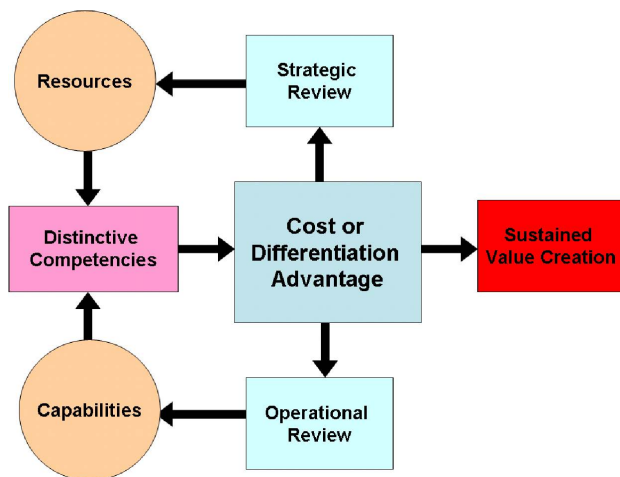 Resources
Strategic
Review
Distinctive
Competencies
Cost or
Differentiation
Advantage
Sustained
Value Creation
Capabilities
Operational
Review